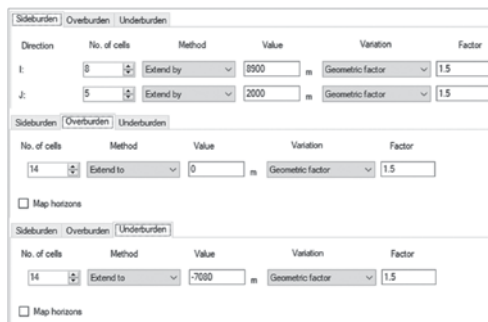 Sideburden Overburden Underburden
Direction No. of cells Method Value Variation Factor
I: 8 Extend by 8900 m Geometric factor 1.5
J: 5 Extend by 2000 m Geometric factor 1.5
Sideburden Overburden Underburden
No. of cells Method Value Variation Factor
14 Extend to 0 m Geometric factor 1.5
Map horizons
Sideburden Overburden Underburden
No. of cells Method Value Variation Factor
14 Extend to -7080 m Geometric factor 1.5
Map horizons